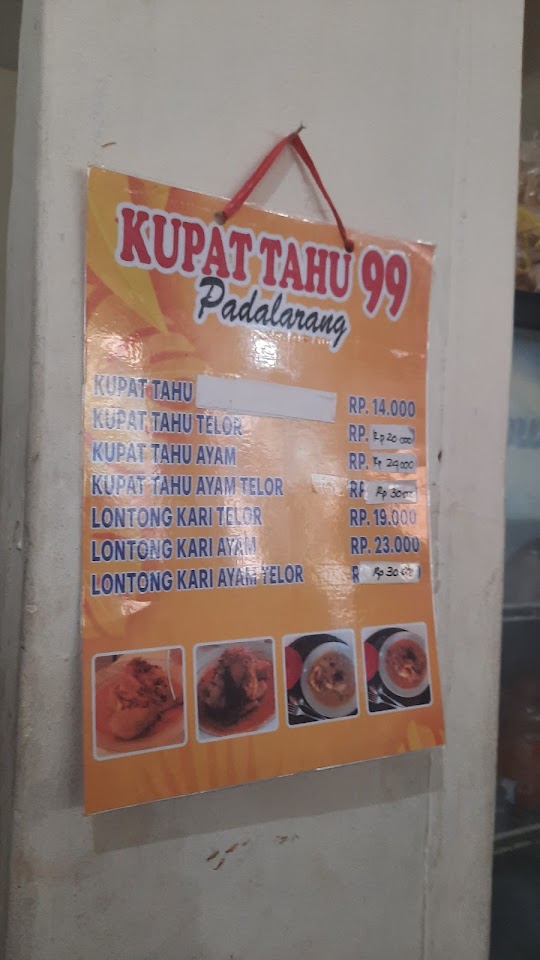 KUPAT TAHU 99
Padalarang
KUPAT TAHU RP. 14.000
KUPAT TAHU TELOR RP. Rp 20.000
KUPAT TAHU AYAM RP. Rp 24.000
KUPAT TAHU AYAM TELOR Rp 30.000
LONTONG KARI TELOR RP. 19.000
LONTONG KARI AYAM RP. 23.000
LONTONG KARI AYAM TELOR Rp 30.000